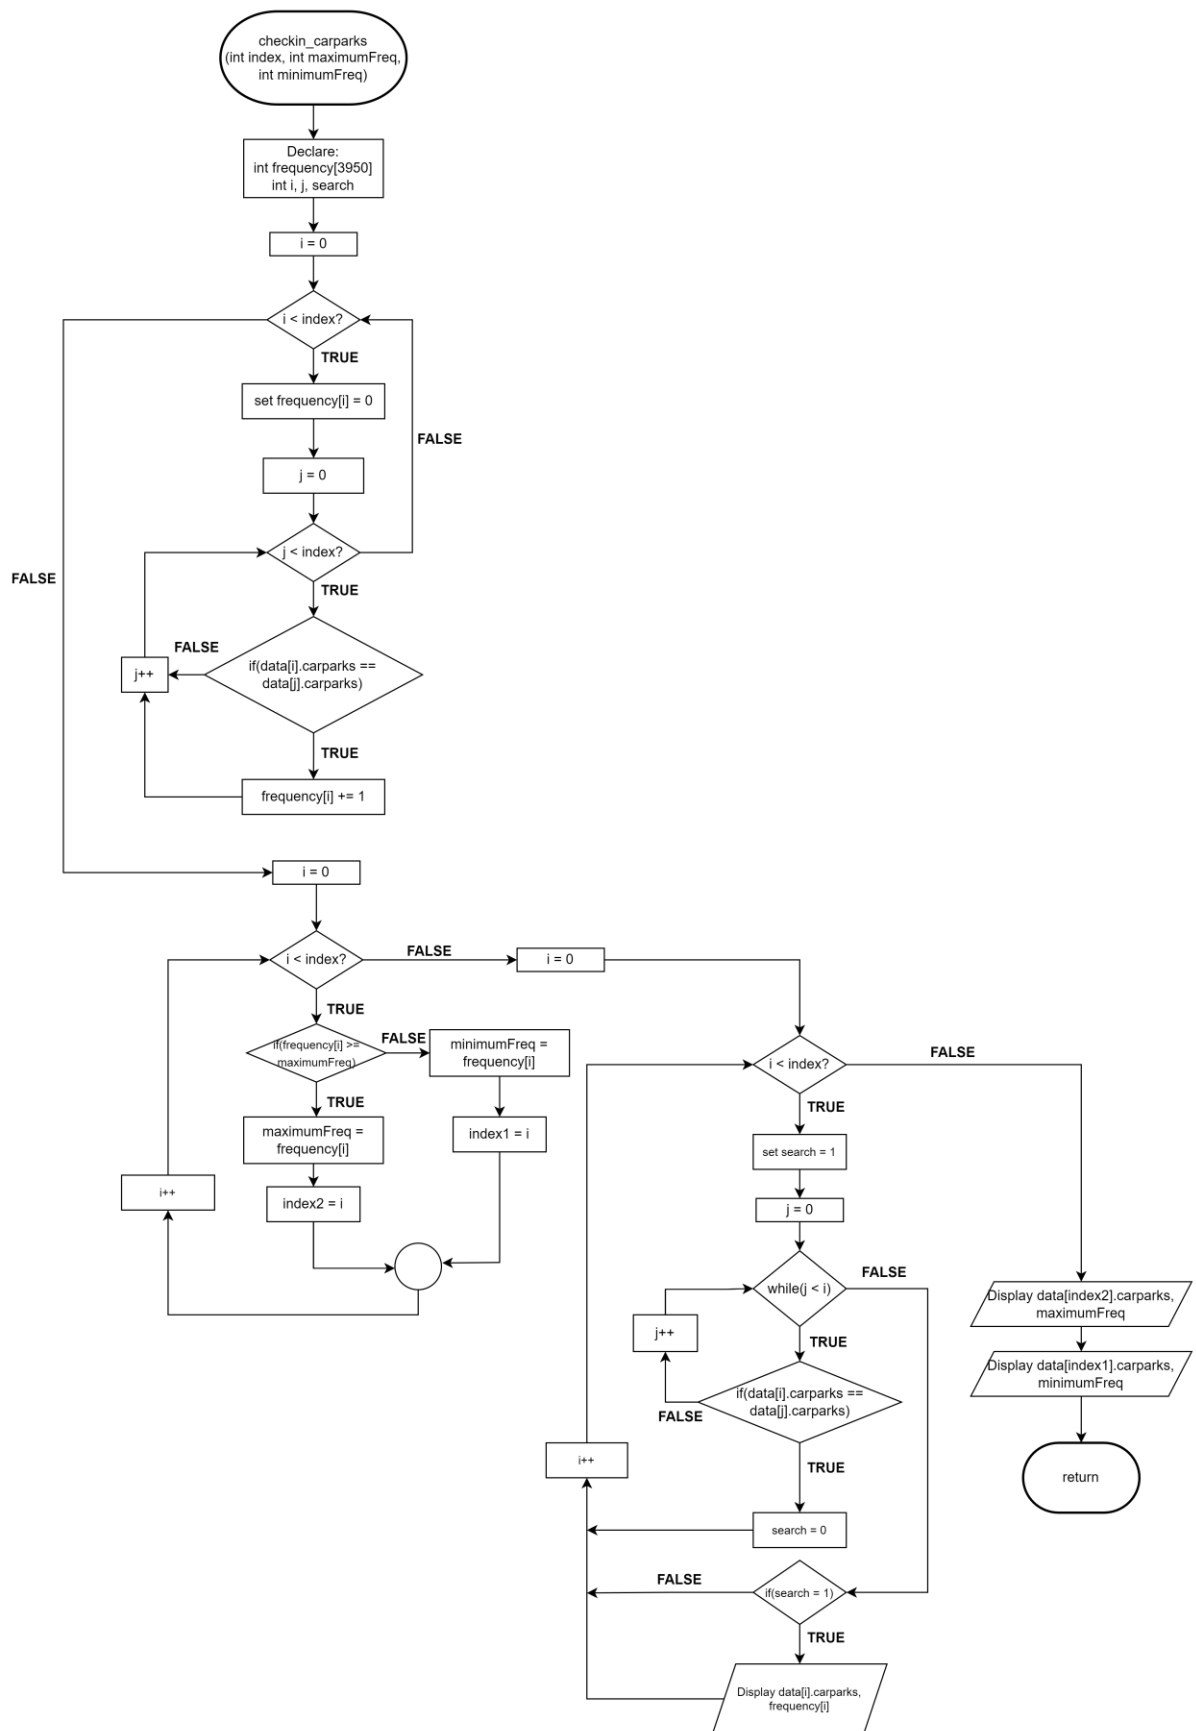 checkin_carparks
(int index, int maximumFreq,
int minimumFreq)
Declare:
int frequency[3950]
int i, j, search
i = 0
i < index?
TRUE
set frequency[i] = 0
FALSE
j = 0
j < index?
FALSE
TRUE
FALSE
if(data[i].carparks ==
data[j].carparks)
j++
TRUE
frequency[i] += 1
i = 0
i < index?
FALSE
i = 0
TRUE
if(frequency[i] >=
maximumFreq)
FALSE
minimumFreq =
frequency[i]
TRUE
maximumFreq =
frequency[i]
index1 = i
i++
index2 = i
i < index?
FALSE
TRUE
set search = 1
j = 0
while(j < i)
FALSE
j++
TRUE
if(data[i].carparks ==
data[j].carparks)
FALSE
i++
TRUE
search = 0
FALSE
if(search = 1)
TRUE
Display data[i].carparks,
frequency[i]
Display data[index2].carparks,
maximumFreq
Display data[index1].carparks,
minimumFreq
return